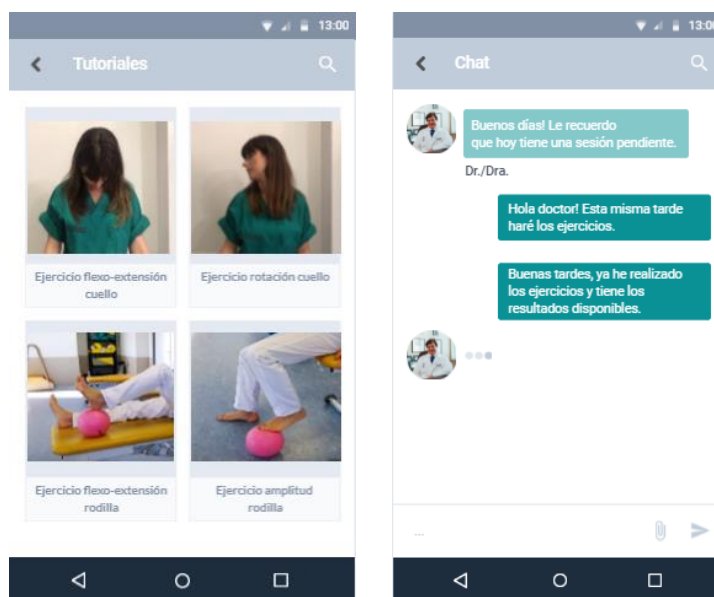 13:00
Tutoriales
Ejercicio flexo-extensión
cuello
Ejercicio rotación cuello
Ejercicio flexo-extensión
rodilla
Ejercicio amplitud
rodilla
13:00
Chat
Buenos días! Le recuerdo
que hoy tiene una sesión pendiente.
Dr./Dra.
Hola doctor! Esta misma tarde
haré los ejercicios.
Buenas tardes, ya he realizado
los ejercicios y tiene los
resultados disponibles.
...